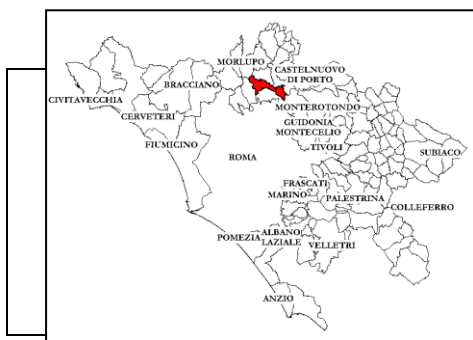 MORLUPO
CASTELNUOVO
DI PORTO
BRACCIANO
CIVITAVECCHIA
MONTEROTONDO
CERVETERI
GUIDONIA
MONTECELIO
FIUMICINO
TIVOLI
SUBIACO
ROMA
FRASCATI
MARINO
PALESTRINA
COLLEFERRO
POMEZIA
ALBANO
LAZIALE
VELLETRI
ANZIO